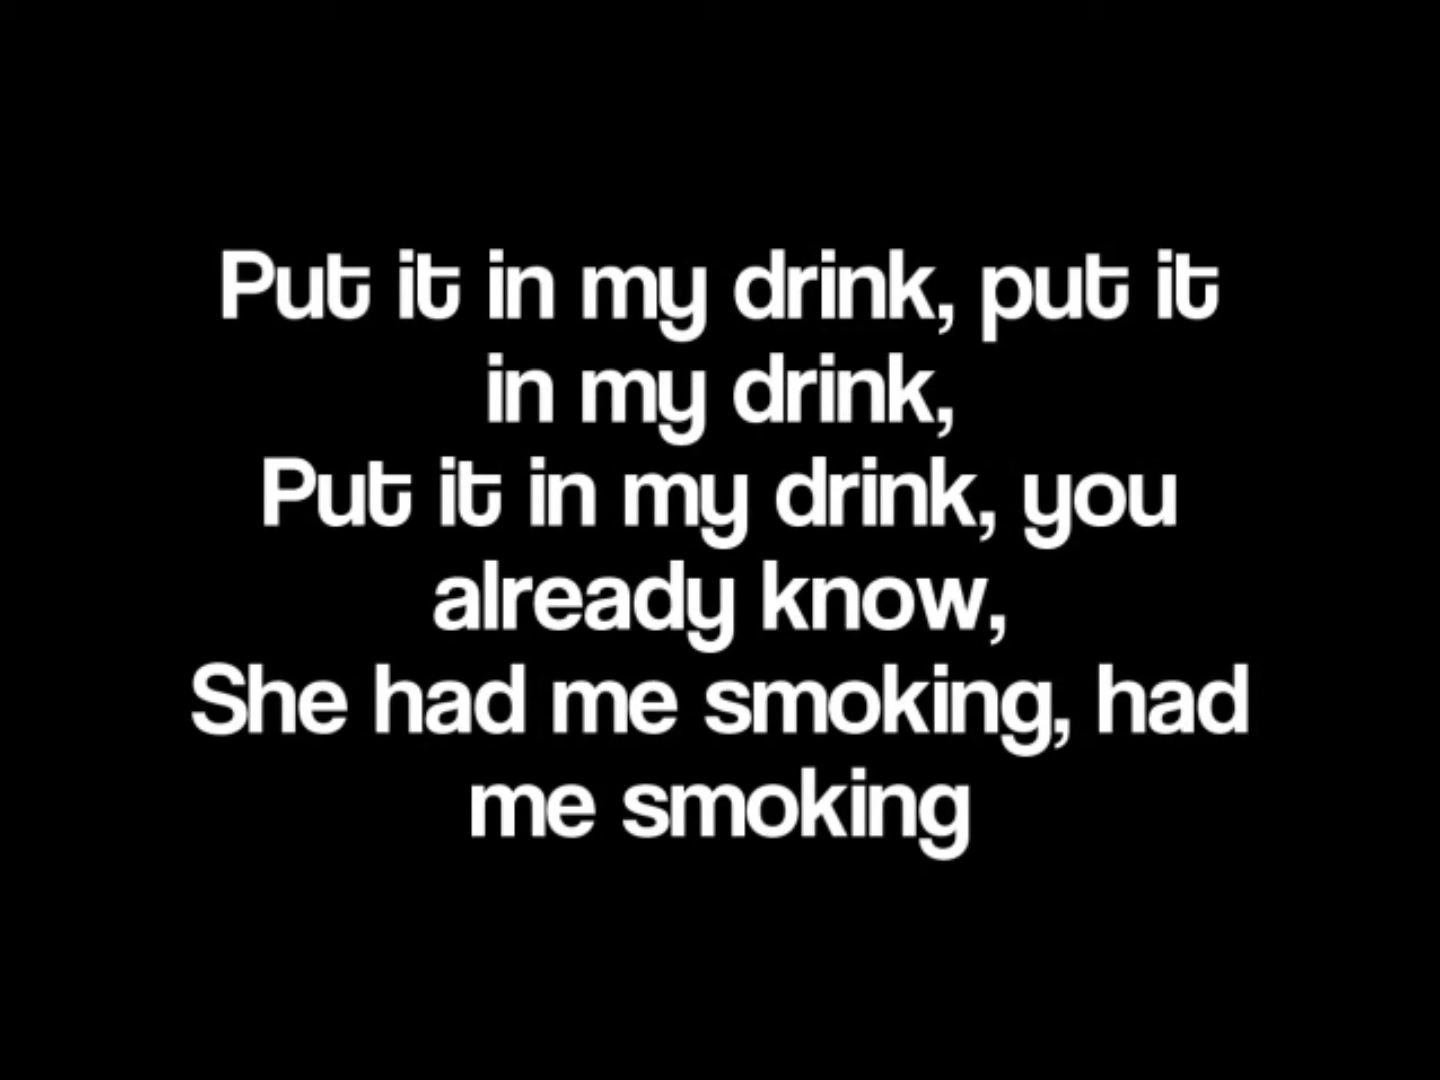 Put it in my drink, put it
in my drink,
Put it in my drink, you
already know,
She had me smoking, had
me smoking